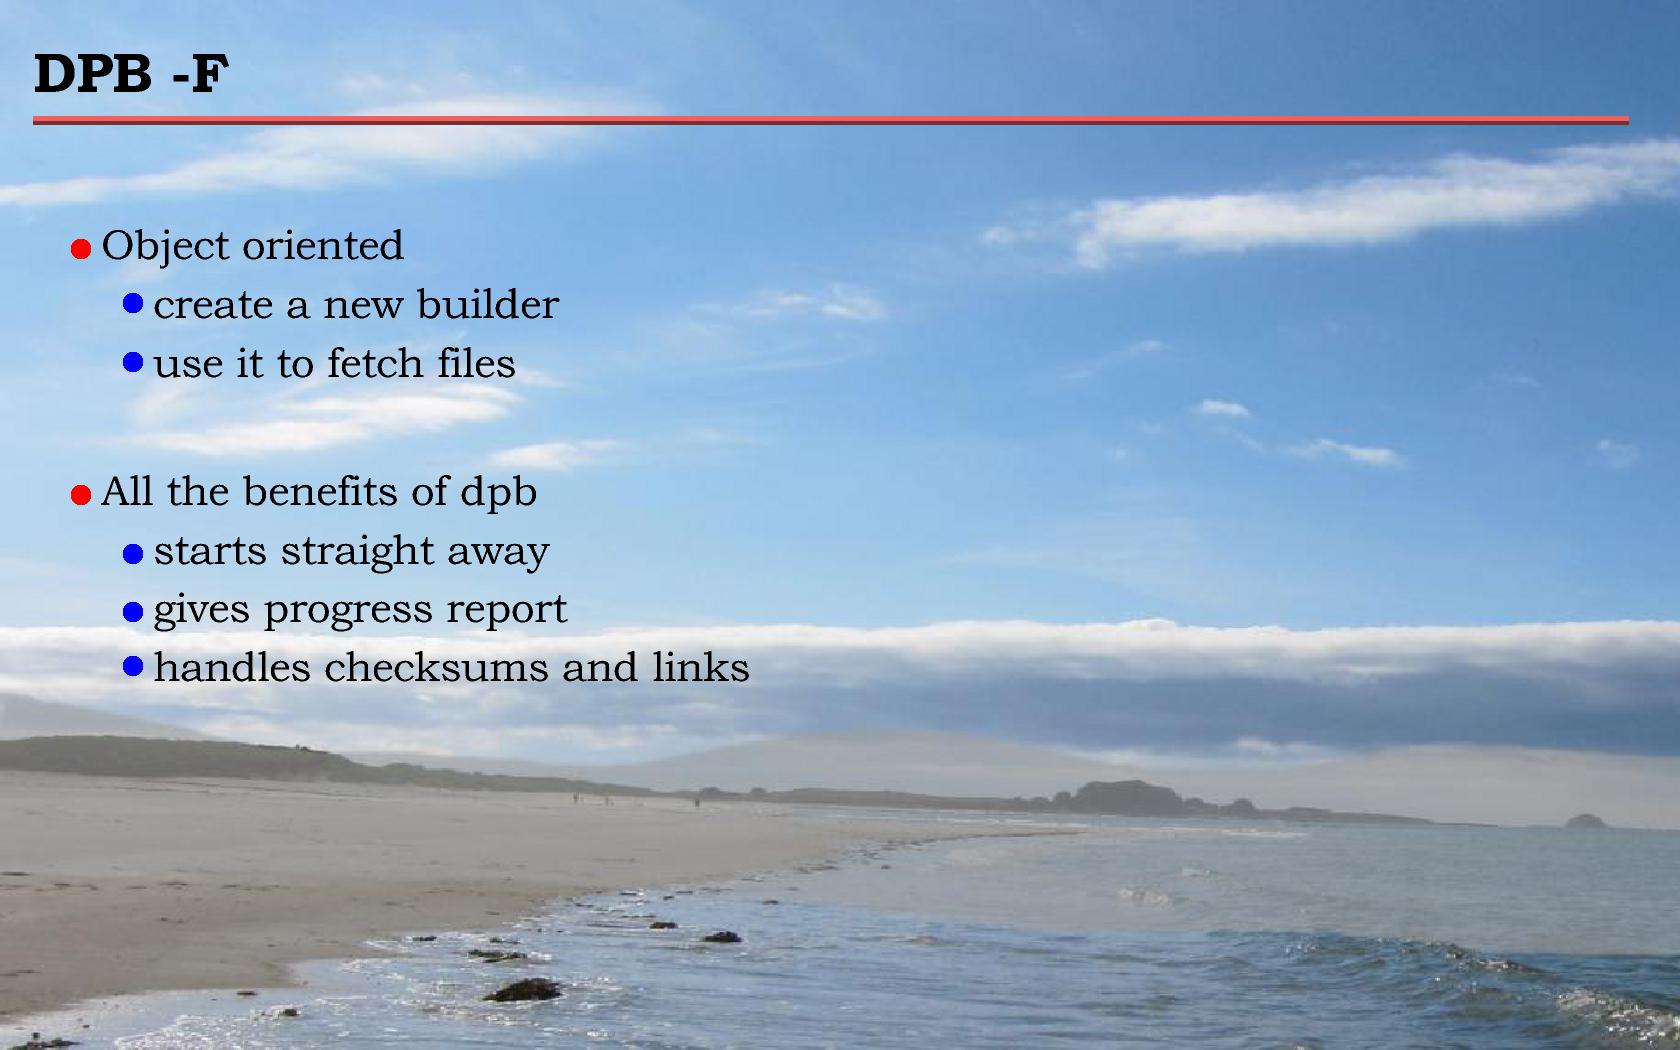 DPB -F
Object oriented
create a new builder
use it to fetch files
All the benefits of dpb
starts straight away
gives progress report
handles checksums and links